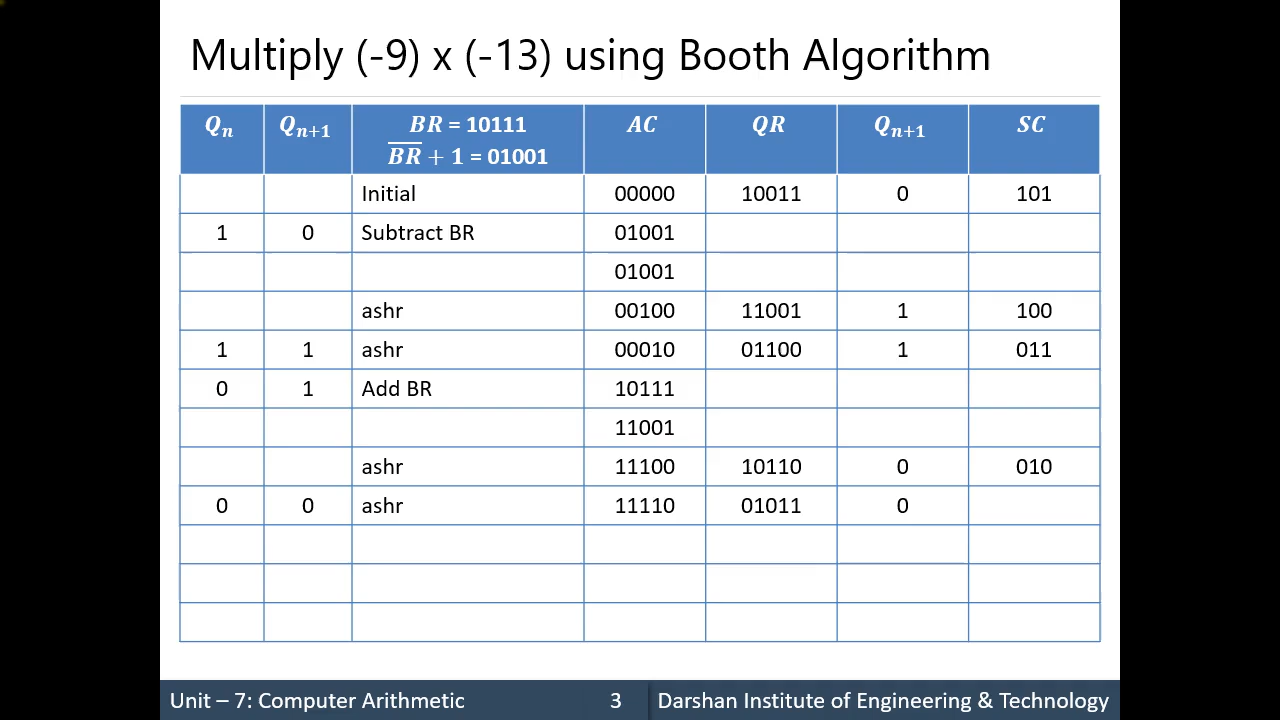 Multiply (-9) x (-13) using Booth Algorithm
Qn Qn+1 BR = 10111 AC QR Qn+1 SC
B̅R̅ + 1 = 01001
Initial 00000 10011 0 101
1 0 Subtract BR 01001
01001
ashr 00100 11001 1 100
1 1 ashr 00010 01100 1 011
0 1 Add BR 10111
11001
ashr 11100 10110 0 010
0 0 ashr 11110 01011 0
Unit – 7: Computer Arithmetic 3 Darshan Institute of Engineering & Technology